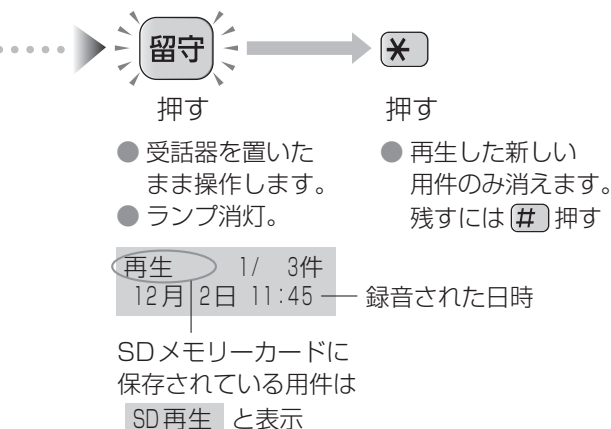 留守
押す
● 受話器を置いた
まま操作します。
● ランプ消灯。
再生 1/ 3件
12月 2日 11:45
録音された日時
SDメモリーカードに
保存されている用件は
SD再生 と表示
*
押す
● 再生した新しい
用件のみ消えます。
残すには # 押す